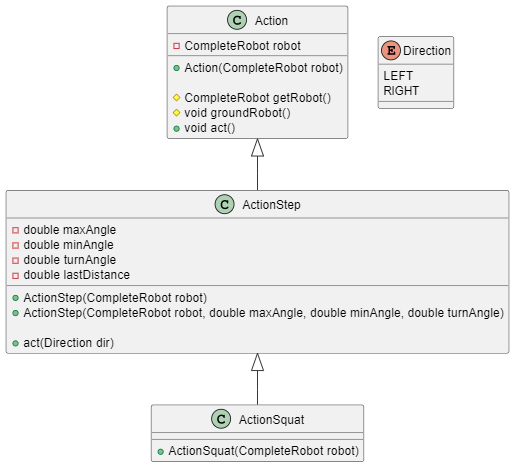 C Action
CompleteRobot robot
Action(CompleteRobot robot)
CompleteRobot getRobot()
void groundRobot()
void act()
E Direction
LEFT
RIGHT
C ActionStep
double maxAngle
double minAngle
double turnAngle
double lastDistance
ActionStep(CompleteRobot robot)
ActionStep(CompleteRobot robot, double maxAngle, double minAngle, double turnAngle)
act(Direction dir)
C ActionSquat
ActionSquat(CompleteRobot robot)